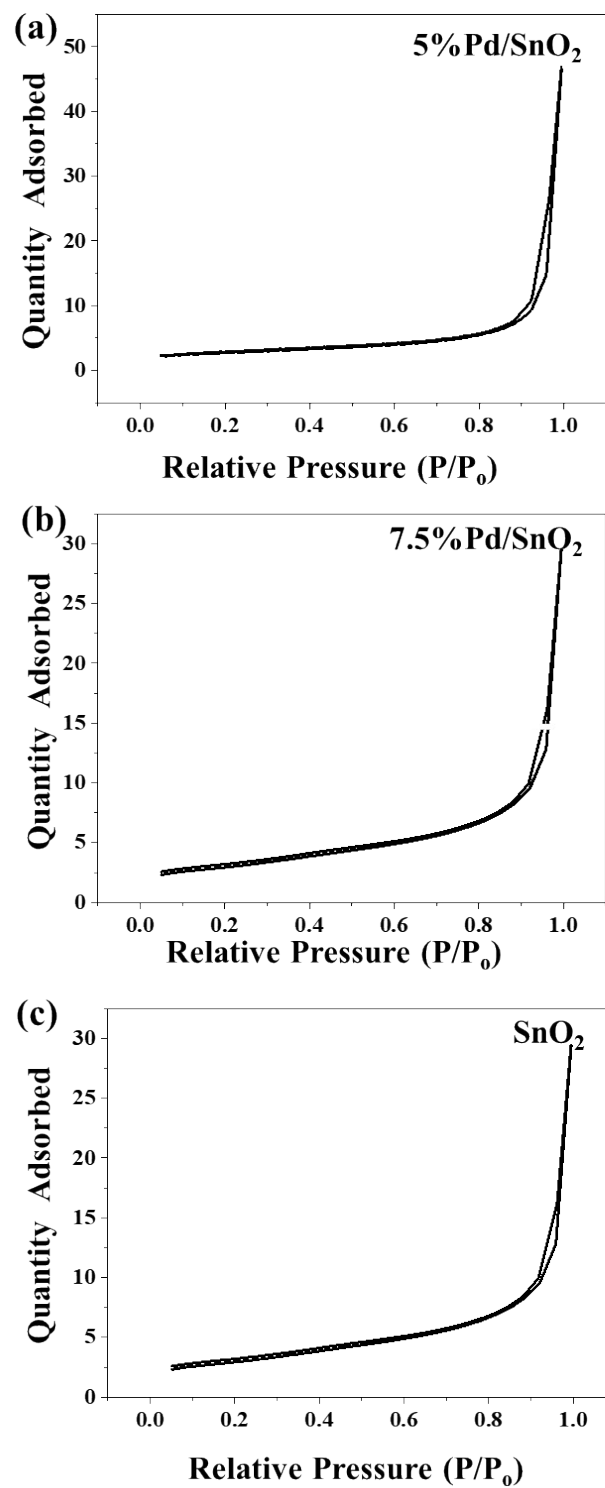 (a)
5%Pd/SnO₂
Quantity Adsorbed
50
40
30
20
10
0
0.0 0.2 0.4 0.6 0.8 1.0
Relative Pressure (P/Pₒ)
(b)
7.5%Pd/SnO₂
Quantity Adsorbed
30
25
20
15
10
5
0
0.0 0.2 0.4 0.6 0.8 1.0
Relative Pressure (P/Pₒ)
(c)
SnO₂
Quantity Adsorbed
30
25
20
15
10
5
0
0.0 0.2 0.4 0.6 0.8 1.0
Relative Pressure (P/Pₒ)